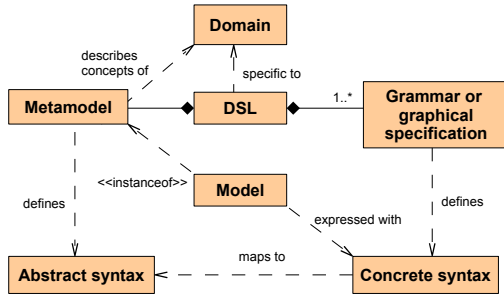 Domain
describes
concepts of
specific to
Metamodel
DSL
1..*
Grammar or
graphical
specification
<<instanceof>>
Model
defines
expressed with
defines
Abstract syntax
maps to
Concrete syntax